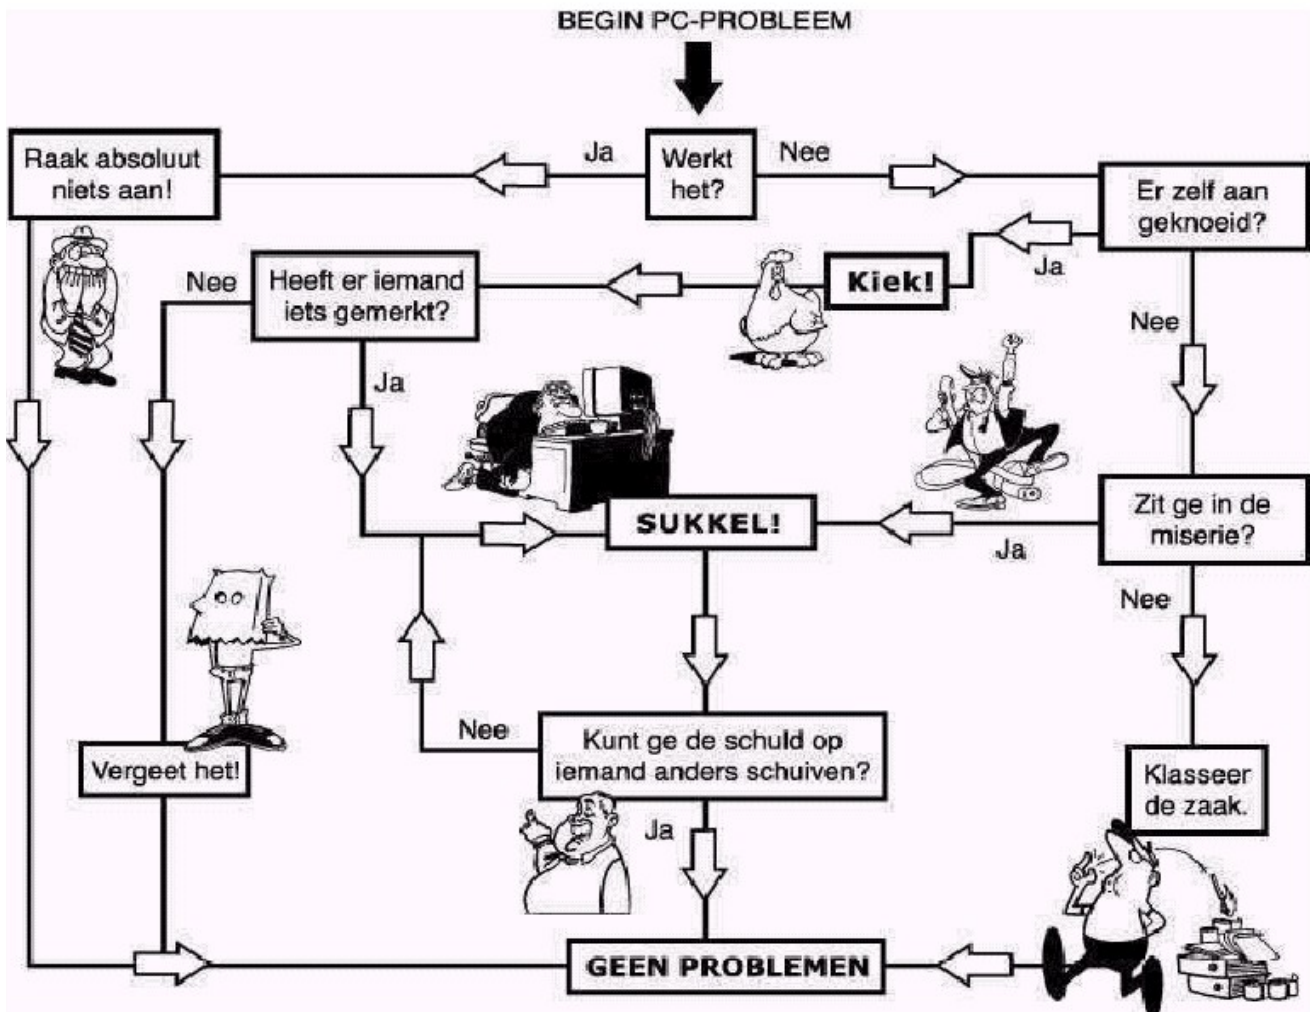 BEGIN PC-PROBLEEM
Raak absoluut
niets aan!
Ja
Werkt
het?
Nee
Er zelf aan
geknoeid?
Ja
Kiek!
Heeft er iemand
iets gemerkt?
Nee
Nee
Ja
Zit ge in de
miserie?
Ja
SUKKEL!
Nee
Nee
Kunt ge de schuld op
iemand anders schuiven?
Vergeet het!
Klasseer
de zaak.
Ja
GEEN PROBLEMEN